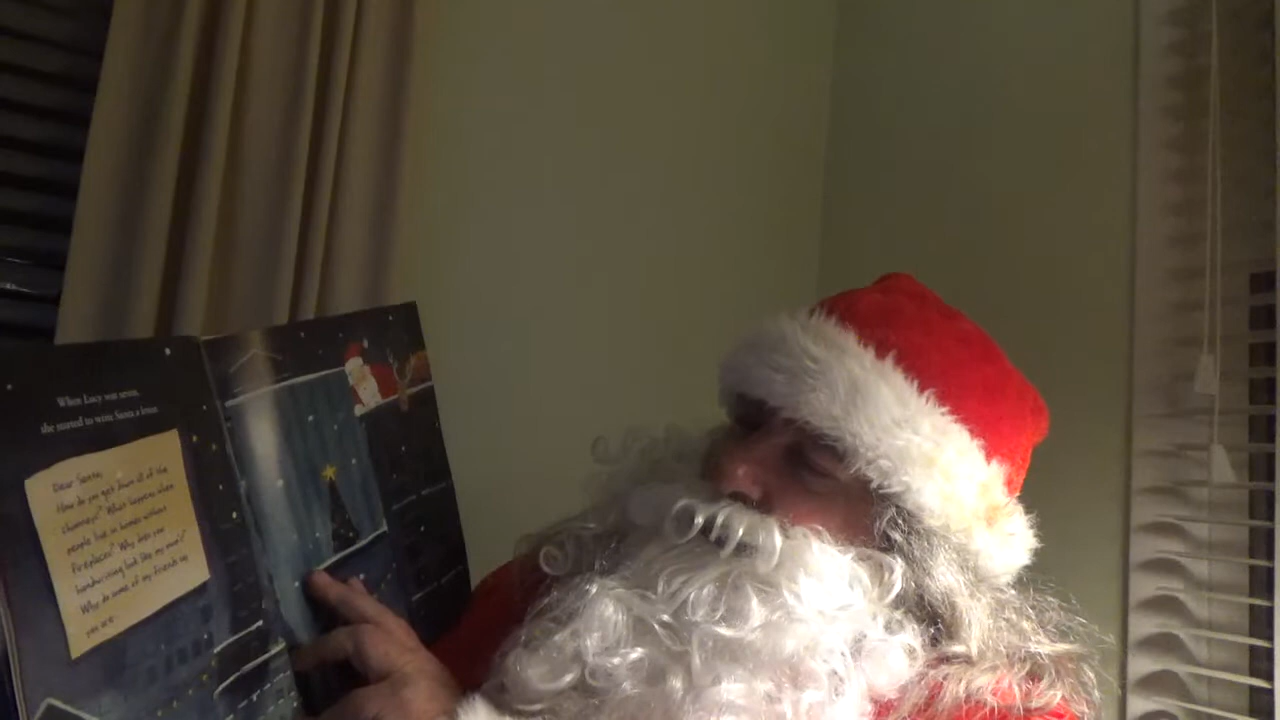 When Lucy was seven,
she started to write Santa a letter.
Dear Santa,
How do you get down all of the
chimneys? What happens when
people live in homes without
fireplaces? Why does your
handwriting look like my mom's?
Why do some of my friends say
you are